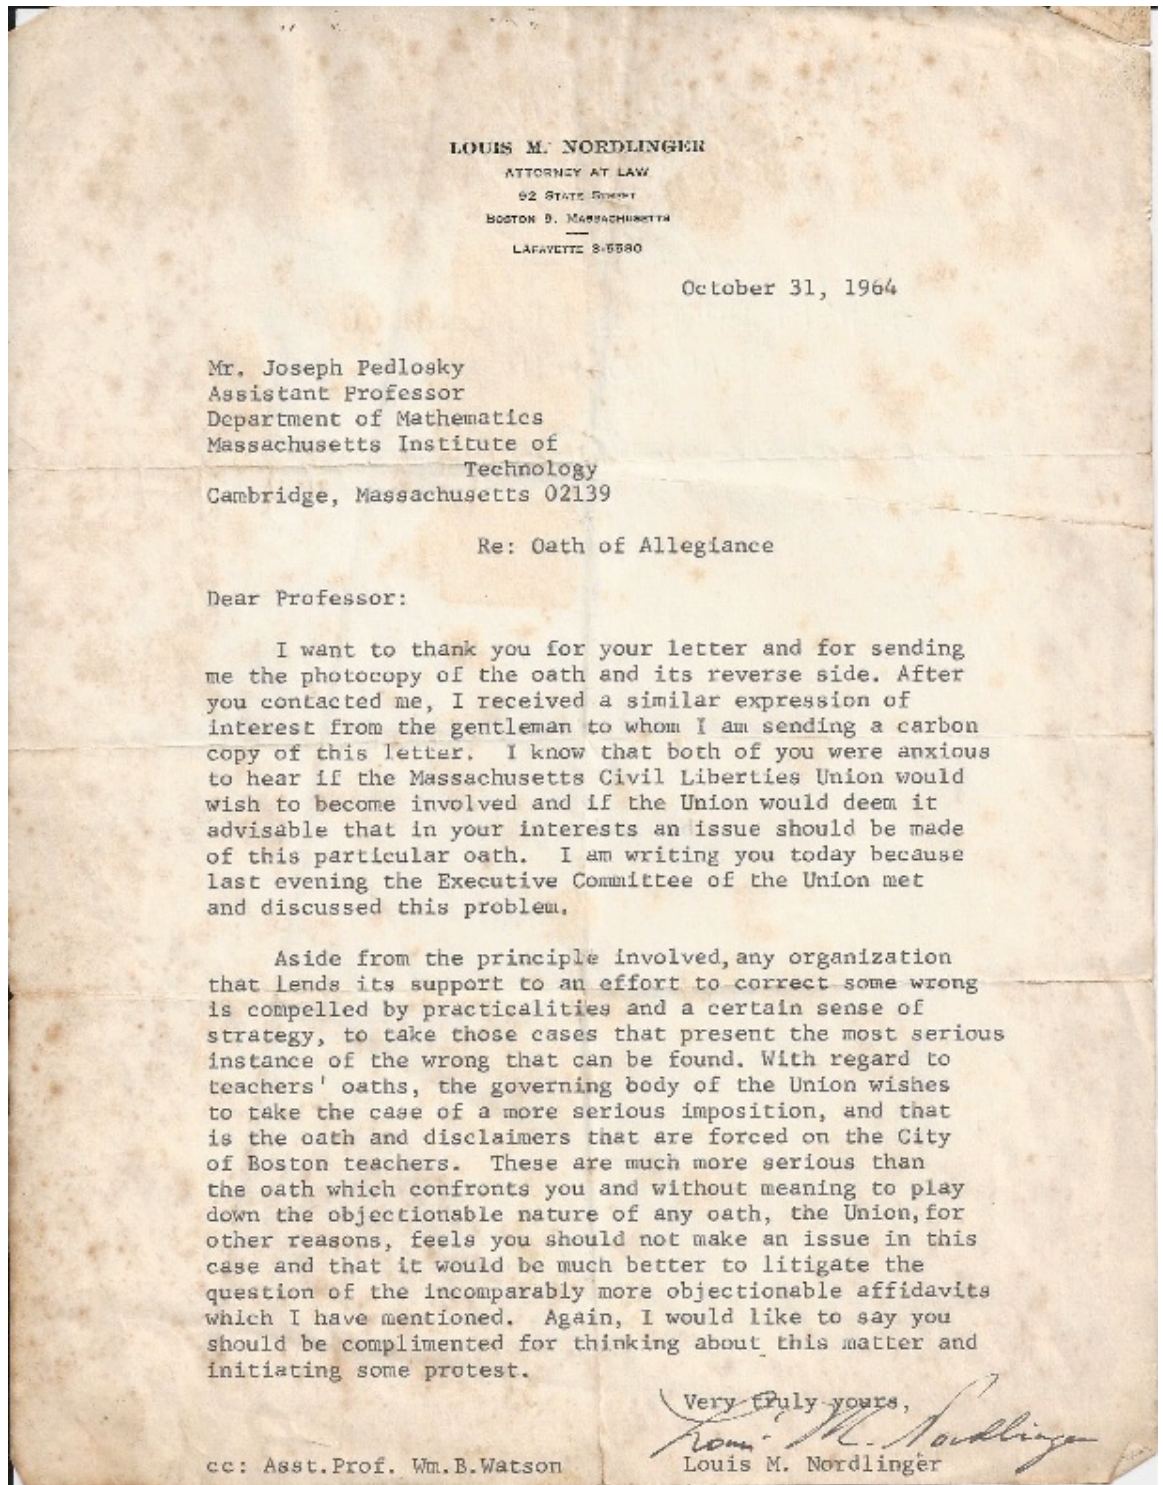 LOUIS M. NORDLINGER
ATTORNEY AT LAW
92 STATE STREET
BOSTON 9, MASSACHUSETTS
LAFAYETTE 3-5580
October 31, 1964
Mr. Joseph Pedlosky
Assistant Professor
Department of Mathematics
Massachusetts Institute of
Technology
Cambridge, Massachusetts 02139
Re: Oath of Allegiance
Dear Professor:
I want to thank you for your letter and for sending
me the photocopy of the oath and its reverse side. After
you contacted me, I received a similar expression of
interest from the gentleman to whom I am sending a carbon
copy of this letter. I know that both of you were anxious
to hear if the Massachusetts Civil Liberties Union would
wish to become involved and if the Union would deem it
advisable that in your interests an issue should be made
of this particular oath. I am writing you today because
last evening the Executive Committee of the Union met
and discussed this problem.
Aside from the principle involved, any organization
that lends its support to an effort to correct some wrong
is compelled by practicalities and a certain sense of
strategy, to take those cases that present the most serious
instance of the wrong that can be found. With regard to
teachers' oaths, the governing body of the Union wishes
to take the case of a more serious imposition, and that
is the oath and disclaimers that are forced on the City
of Boston teachers. These are much more serious than
the oath which confronts you and without meaning to play
down the objectionable nature of any oath, the Union, for
other reasons, feels you should not make an issue in this
case and that it would be much better to litigate the
question of the incomparably more objectionable affidavits
which I have mentioned. Again, I would like to say you
should be complimented for thinking about this matter and
initiating some protest.
Very truly yours,
Louis M. Nordlinger
Louis M. Nordlinger
cc: Asst.Prof. Wm.B.Watson